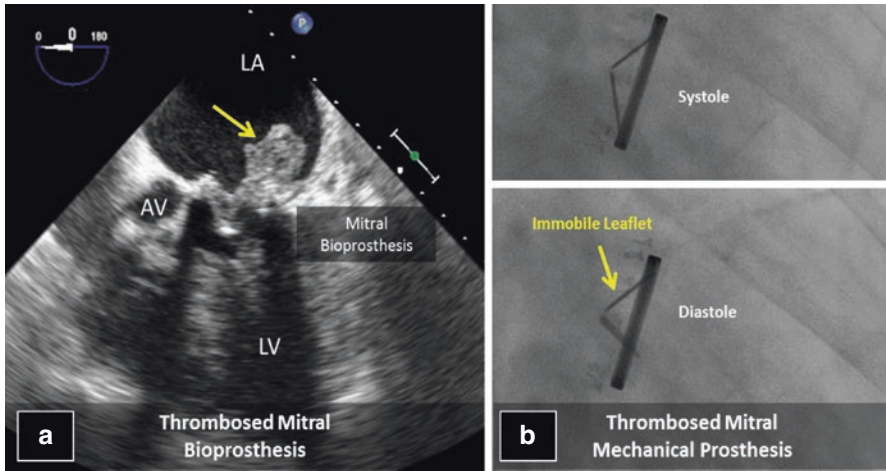 0 0 180
P
LA
AV
Mitral
Bioprosthesis
LV
a
Thrombosed Mitral
Bioprosthesis
Systole
Immobile Leaflet
Diastole
b
Thrombosed Mitral
Mechanical Prosthesis